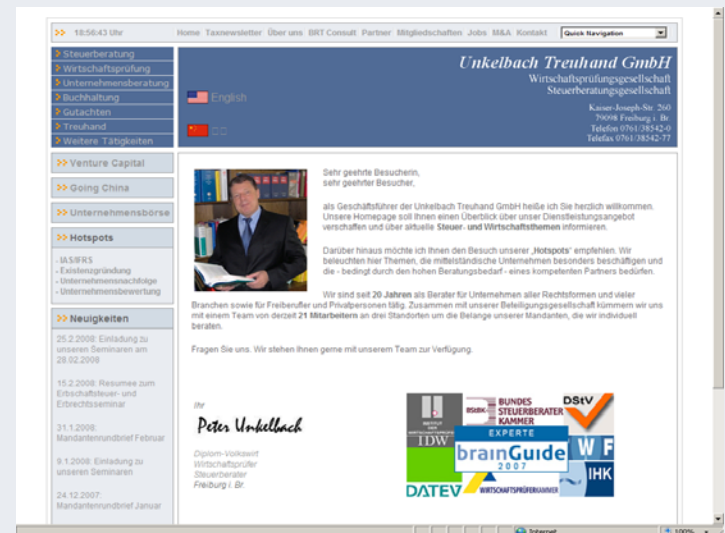 18:56:43 Uhr
Home Taxnewsletter Über uns BRT Consult Partner Mitgliedschaften Jobs M&A Kontakt
Quick Navigation
Steuerberatung
Wirtschaftsprüfung
Unternehmensberatung
Buchhaltung
Gutachten
Treuhand
Weitere Tätigkeiten
English
Unkelbach Treuhand GmbH
Wirtschaftsprüfungsgesellschaft
Steuerberatungsgesellschaft
Kaiser-Joseph-Str. 260
79098 Freiburg i. Br.
Telefon 0761/38542-0
Telefax 0761/38542-77
Venture Capital
Going China
Unternehmensbörse
Hotspots
- IAS/IFRS
- Existenzgründung
- Unternehmensnachfolge
- Unternehmensbewertung
Neuigkeiten
25.2.2008: Einladung zu
unseren Seminaren am
28.02.2008
15.2.2008: Resumee zum
Erbschaftsteuer- und
Erbrechtsseminar
31.1.2008:
Mandantenrundbrief Februar
9.1.2008: Einladung zu
unseren Seminaren
24.12.2007:
Mandantenrundbrief Januar
Sehr geehrte Besucherin,
sehr geehrter Besucher,
als Geschäftsführer der Unkelbach Treuhand GmbH heiße ich Sie herzlich willkommen.
Unsere Homepage soll Ihnen einen Überblick über unser Dienstleistungsangebot
verschaffen und über aktuelle Steuer- und Wirtschaftsthemen informieren.
Darüber hinaus möchte ich Ihnen den Besuch unserer „Hotspots“ empfehlen. Wir
beleuchten hier Themen, die mittelständische Unternehmen besonders beschäftigen und
die - bedingt durch den hohen Beratungsbedarf - eines kompetenten Partners bedürfen.
Wir sind seit 20 Jahren als Berater für Unternehmen aller Rechtsformen und vieler
Branchen sowie für Freiberufler und Privatpersonen tätig. Zusammen mit unserer Beteiligungsgesellschaft kümmern wir uns
mit einem Team von derzeit 21 Mitarbeitern an drei Standorten um die Belange unserer Mandanten, die wir individuell
beraten.
Fragen Sie uns. Wir stehen Ihnen gerne mit unserem Team zur Verfügung.
Ihr
Peter Unkelbach
Diplom-Volkswirt
Wirtschaftsprüfer
Steuerberater
Freiburg i. Br.
INSTITUT
DER
WIRTSCHAFTSPRÜFER
IDW
BStBK
BUNDES
STEUERBERATER
KAMMER
DStV
EXPERTE
brainGuide
2007
WF
IHK
DATEV
WIRTSCHAFTSPRÜFERKAMMER
Internet
100%